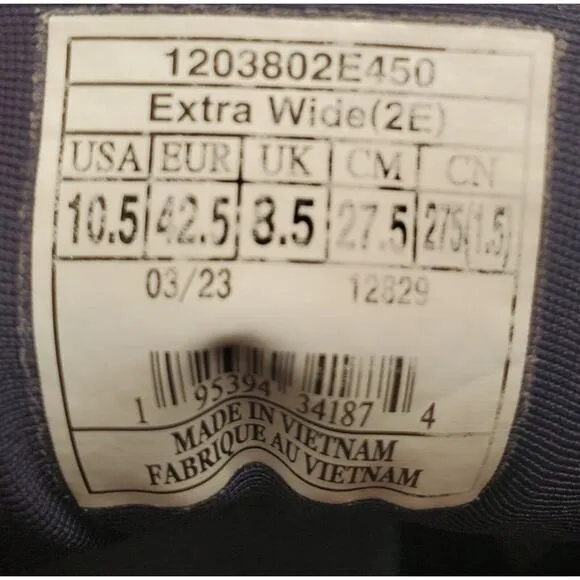 1203802E450
Extra Wide(2E)
USA EUR UK CM CN
10.5 42.5 8.5 27.5 275(1.5)
03/23 12829
1 95394 34187 4
MADE IN VIETNAM
FABRIQUE AU VIETNAM